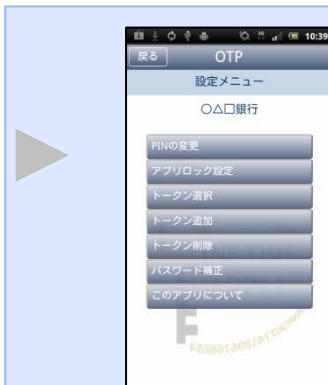 10:39
戻る OTP
設定メニュー
○△□銀行
PINの変更
アプリロック設定
トークン選択
トークン追加
トークン削除
パスワード補正
このアプリについて